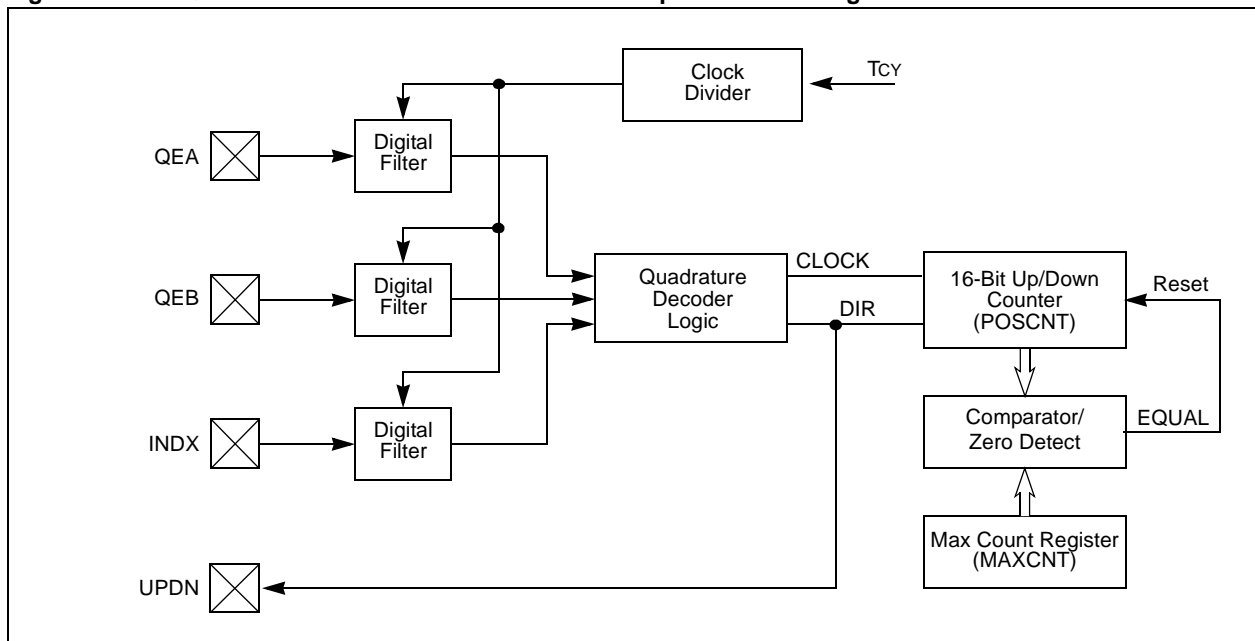 Clock
Divider
TCY
QEA
Digital
Filter
QEB
Digital
Filter
Quadrature
Decoder
Logic
CLOCK
DIR
16-Bit Up/Down
Counter
(POSCNT)
Reset
INDX
Digital
Filter
Comparator/
Zero Detect
EQUAL
Max Count Register
(MAXCNT)
UPDN